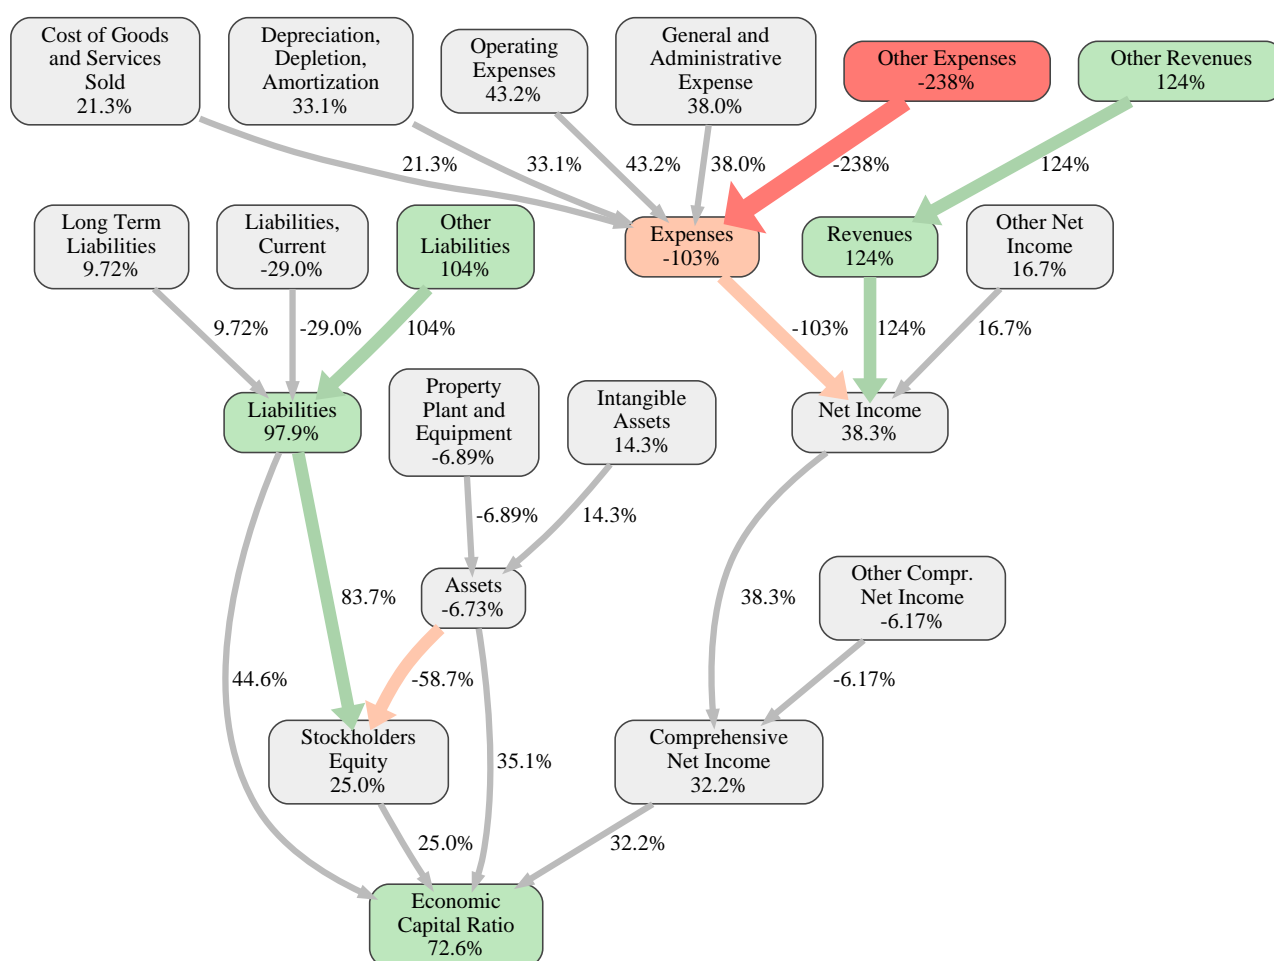 Cost of Goods
and Services
Sold
21.3%
Depreciation,
Depletion,
Amortization
33.1%
Operating
Expenses
43.2%
General and
Administrative
Expense
38.0%
Other Expenses
-238%
Other Revenues
124%
21.3%
33.1%
43.2%
38.0%
-238%
124%
Long Term
Liabilities
9.72%
Liabilities,
Current
-29.0%
Other
Liabilities
104%
Expenses
-103%
Revenues
124%
Other Net
Income
16.7%
9.72%
-29.0%
104%
-103%
124%
16.7%
Liabilities
97.9%
Property
Plant and
Equipment
-6.89%
Intangible
Assets
14.3%
Net Income
38.3%
-6.89%
14.3%
Assets
-6.73%
83.7%
38.3%
Other Compr.
Net Income
-6.17%
44.6%
-58.7%
-6.17%
Stockholders
Equity
25.0%
35.1%
Comprehensive
Net Income
32.2%
25.0%
32.2%
Economic
Capital Ratio
72.6%